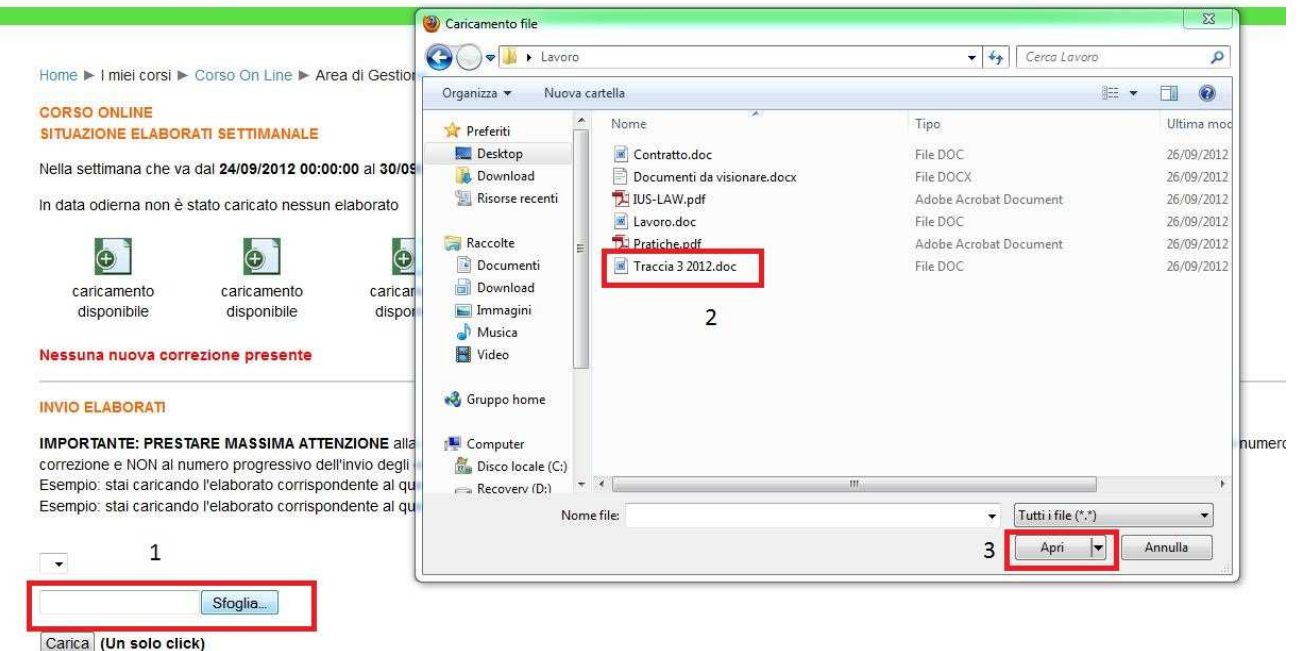 Home ► I miei corsi ► Corso On Line ► Area di Gestion
CORSO ONLINE
SITUAZIONE ELABORATI SETTIMANALE
Nella settimana che va dal 24/09/2012 00:00:00 al 30/09
In data odierna non è stato caricato nessun elaborato
caricamento disponibile
caricamento disponibile
caricar dispor
Nessuna nuova correzione presente
INVIO ELABORATI
IMPORTANTE: PRESTARE MASSIMA ATTENZIONE alla
numero
correzione e NON al numero progressivo dell'invio degli
Esempio: stai caricando l'elaborato corrispondente al qu
Esempio: stai caricando l'elaborato corrispondente al qu
1
Sfoglia...
Carica (Un solo click)
Caricamento file
Lavoro
Cerca Lavoro
Organizza
Nuova cartella
Preferiti
Desktop
Download
Risorse recenti
Raccolte
Documenti
Download
Immagini
Musica
Video
Gruppo home
Computer
Disco locale (C:)
Recovery (D:)
Nome Tipo Ultima mod
Contratto.doc File DOC 26/09/2012
Documenti da visionare.docx File DOCX 26/09/2012
IUS-LAW.pdf Adobe Acrobat Document 26/09/2012
Lavoro.doc File DOC 26/09/2012
Pratiche.pdf Adobe Acrobat Document 26/09/2012
Traccia 3 2012.doc File DOC 26/09/2012
2
Nome file:
Tutti i file (*.*)
3
Apri
Annulla